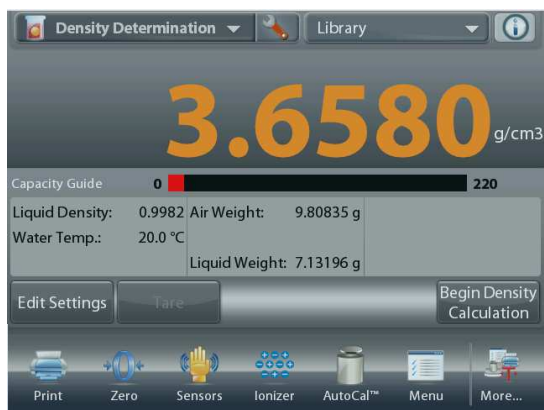 Density Determination Library
3.6580 g/cm3
Capacity Guide 0 220
Liquid Density: 0.9982 Air Weight: 9.80835 g
Water Temp.: 20.0 °C
Liquid Weight: 7.13196 g
Edit Settings Tare Begin Density
Calculation
Print Zero Sensors Ionizer AutoCal™ Menu More...